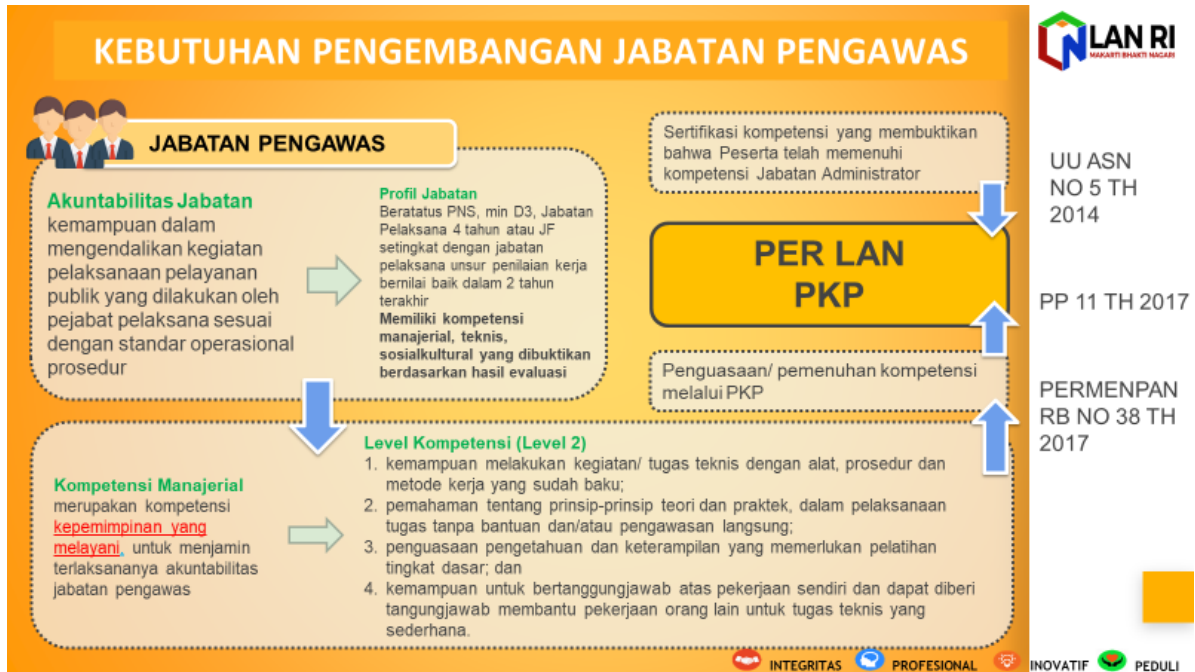 KEBUTUHAN PENGEMBANGAN JABATAN PENGAWAS
LAN RI
MAKARTI BHAKTI NAGARI
JABATAN PENGAWAS
Akuntabilitas Jabatan
kemampuan dalam
mengendalikan kegiatan
pelaksanaan pelayanan
publik yang dilakukan oleh
pejabat pelaksana sesuai
dengan standar operasional
prosedur
Profil Jabatan
Beratatus PNS, min D3, Jabatan
Pelaksana 4 tahun atau JF
setingkat dengan jabatan
pelaksana unsur penilaian kerja
bernilai baik dalam 2 tahun
terakhir
Memiliki kompetensi
manajerial, teknis,
sosialkultural yang dibuktikan
berdasarkan hasil evaluasi
Sertifikasi kompetensi yang membuktikan
bahwa Peserta telah memenuhi
kompetensi Jabatan Administrator
PER LAN
PKP
Penguasaan/ pemenuhan kompetensi
melalui PKP
UU ASN
NO 5 TH
2014
PP 11 TH 2017
PERMENPAN
RB NO 38 TH
2017
Kompetensi Manajerial
merupakan kompetensi
kepemimpinan yang
melayani, untuk menjamin
terlaksananya akuntabilitas
jabatan pengawas
Level Kompetensi (Level 2)
1. kemampuan melakukan kegiatan/ tugas teknis dengan alat, prosedur dan
metode kerja yang sudah baku;
2. pemahaman tentang prinsip-prinsip teori dan praktek, dalam pelaksanaan
tugas tanpa bantuan dan/atau pengawasan langsung;
3. penguasaan pengetahuan dan keterampilan yang memerlukan pelatihan
tingkat dasar; dan
4. kemampuan untuk bertanggungjawab atas pekerjaan sendiri dan dapat diberi
tangungjawab membantu pekerjaan orang lain untuk tugas teknis yang
sederhana.
INTEGRITAS PROFESIONAL INOVATIF PEDULI